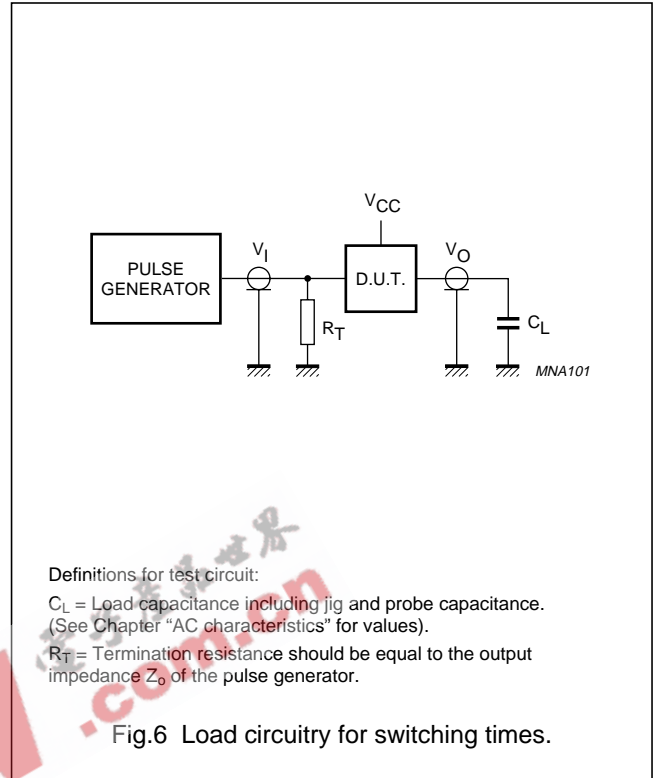 VCC
PULSE
GENERATOR
VI
D.U.T.
VO
RT
CL
MNA101
Definitions for test circuit:
CL = Load capacitance including jig and probe capacitance.
(See Chapter “AC characteristics” for values).
RT = Termination resistance should be equal to the output
impedance Zo of the pulse generator.
.com.cn
Fig.6 Load circuitry for switching times.